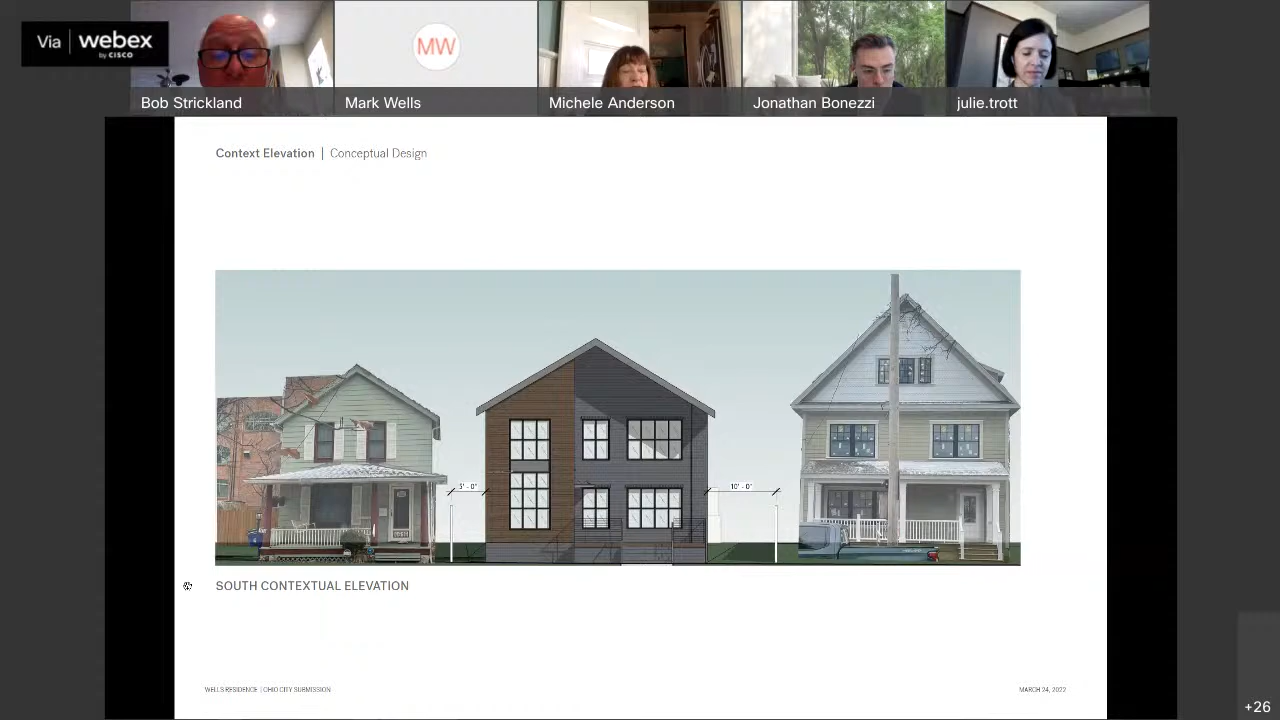 Via | webex
by CISCO
MW
Bob Strickland
Mark Wells
Michele Anderson
Jonathan Bonezzi
julie.trott
Context Elevation | Conceptual Design
5' - 0"
10' - 0"
SOUTH CONTEXTUAL ELEVATION
WELLS RESIDENCE | OHIO CITY SUBMISSION
MARCH 24, 2022
+26